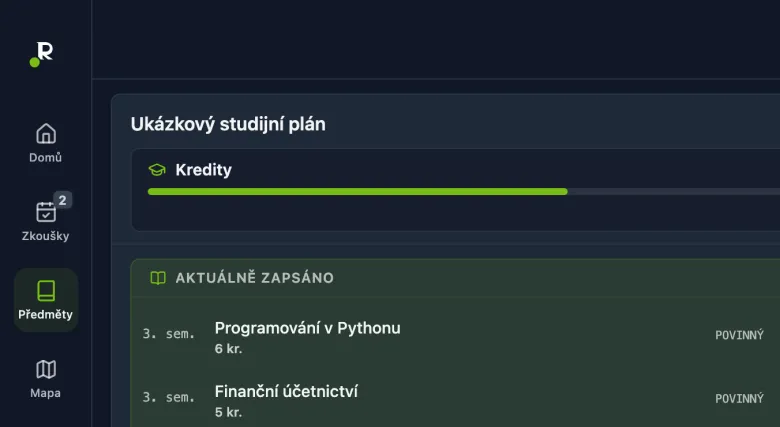 R
Domů
2
Zkoušky
Předměty
Mapa
Ukázkový studijní plán
Kredity
AKTUÁLNĚ ZAPSÁNO
3. sem.
Programování v Pythonu
6 kr.
POVINNÝ
3. sem.
Finanční účetnictví
5 kr.
POVINNÝ